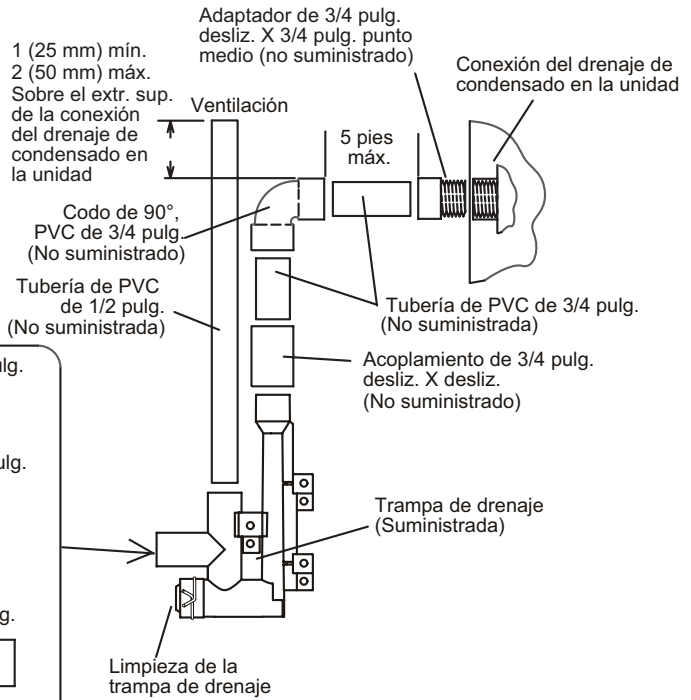 Adaptador de 3/4 pulg.
desliz. X 3/4 pulg. punto
medio (no suministrado)
1 (25 mm) mín.
2 (50 mm) máx.
Sobre el extr. sup.
de la conexión
del drenaje de
condensado en
la unidad
Ventilación
5 pies
máx.
Conexión del drenaje de
condensado en la unidad
Codo de 90°,
PVC de 3/4 pulg.
(No suministrado)
Tubería de PVC
de 1/2 pulg.
(No suministrada)
Tubería de PVC de 3/4 pulg.
(No suministrada)
Acoplamiento de 3/4 pulg.
desliz. X desliz.
(No suministrado)
Trampa de drenaje
(Suministrada)
Limpieza de la
trampa de drenaje